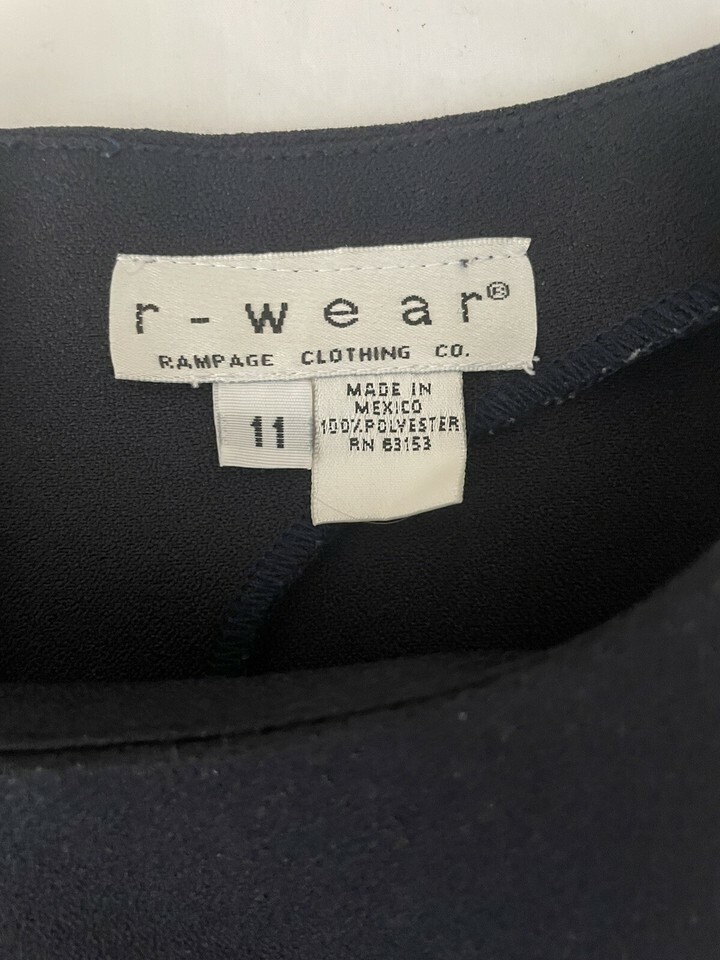 r-wear®
RAMPAGE CLOTHING CO.
11
MADE IN
MEXICO
100%POLYESTER
RN 63153